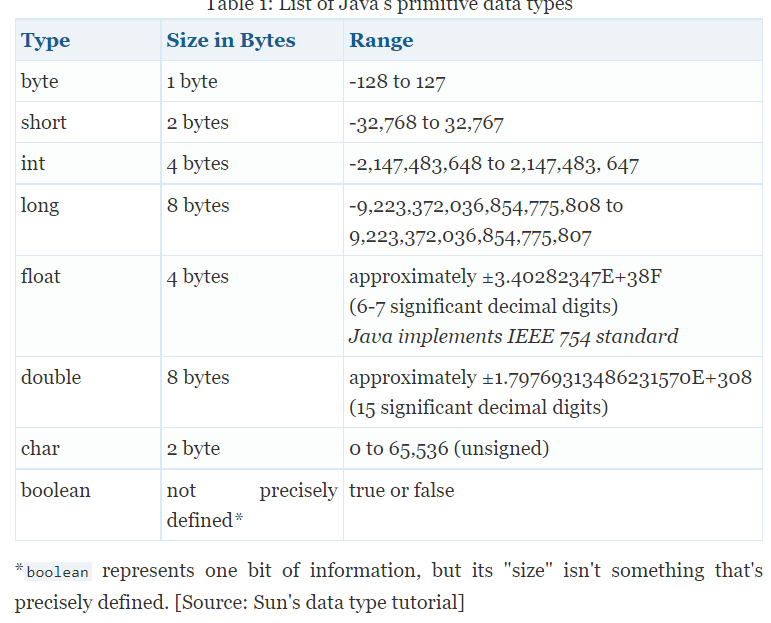 Table 1: List of Java's primitive data types
Type Size in Bytes Range
byte 1 byte -128 to 127
short 2 bytes -32,768 to 32,767
int 4 bytes -2,147,483,648 to 2,147,483, 647
long 8 bytes -9,223,372,036,854,775,808 to
9,223,372,036,854,775,807
float 4 bytes approximately ±3.40282347E+38F
(6-7 significant decimal digits)
Java implements IEEE 754 standard
double 8 bytes approximately ±1.79769313486231570E+308
(15 significant decimal digits)
char 2 byte 0 to 65,536 (unsigned)
boolean not precisely true or false
defined*
*boolean represents one bit of information, but its "size" isn't something that's
precisely defined. [Source: Sun's data type tutorial]